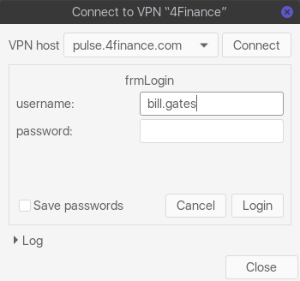 Connect to VPN “4Finance”
VPN host pulse.4finance.com Connect
frmLogin
username: bill.gates
password:
Save passwords Cancel Login
Log
Close